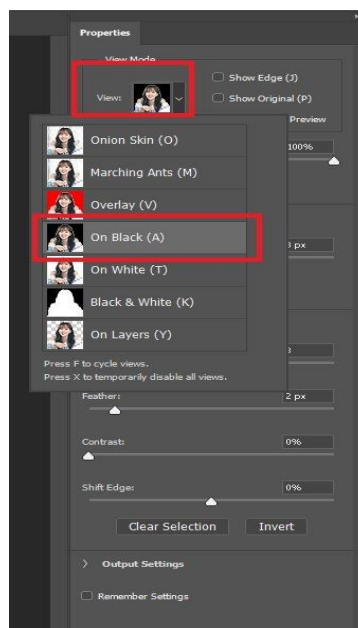 Properties
View Mode
View:
Show Edge (J)
Show Original (P)
Preview
100%
Onion Skin (O)
Marching Ants (M)
Overlay (V)
On Black (A)
3 px
On White (T)
Black & White (K)
On Layers (Y)
3
Press F to cycle views.
Press X to temporarily disable all views.
Feather:
2 px
Contrast:
0%
Shift Edge:
0%
Clear Selection
Invert
Output Settings
Remember Settings